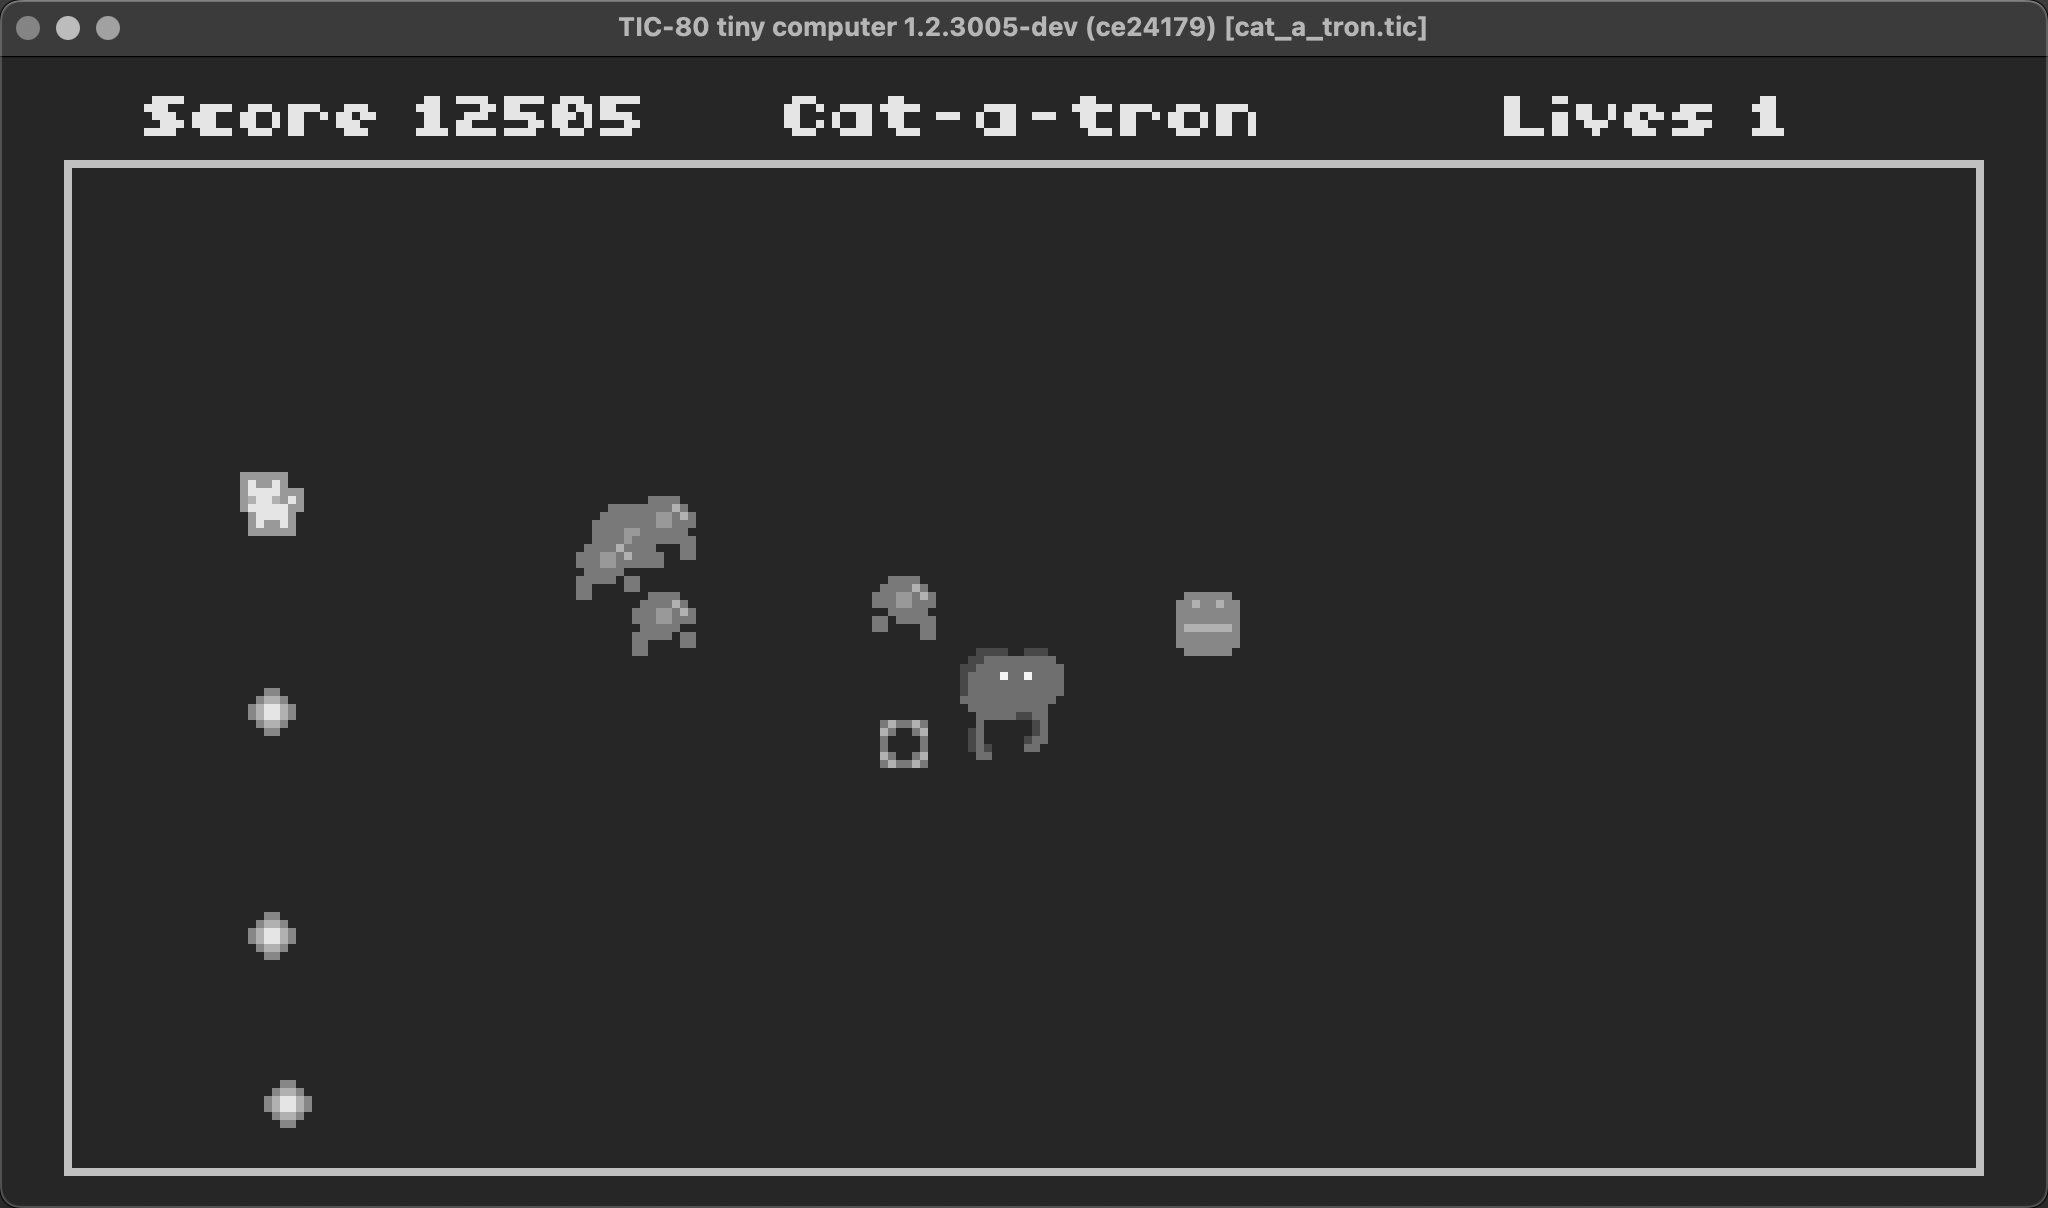 TIC-80 tiny computer 1.2.3005-dev (ce24179) [cat_a_tron.tic]
Score 12505 Cat-a-tron Lives 1